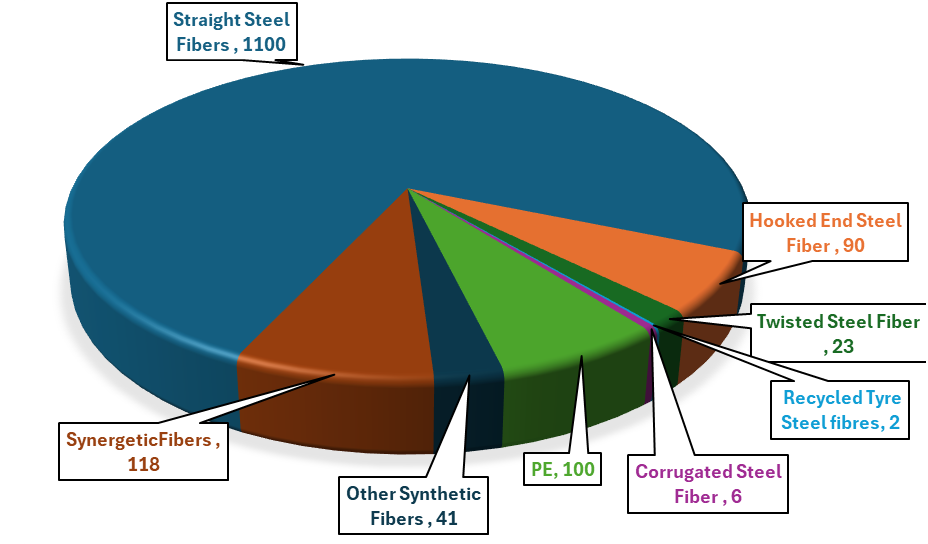 Straight Steel
Fibers , 1100
Hooked End Steel
Fiber , 90
Twisted Steel Fiber
, 23
Recycled Tyre
Steel fibres, 2
Corrugated Steel
Fiber , 6
PE, 100
Other Synthetic
Fibers , 41
SynergeticFibers ,
118